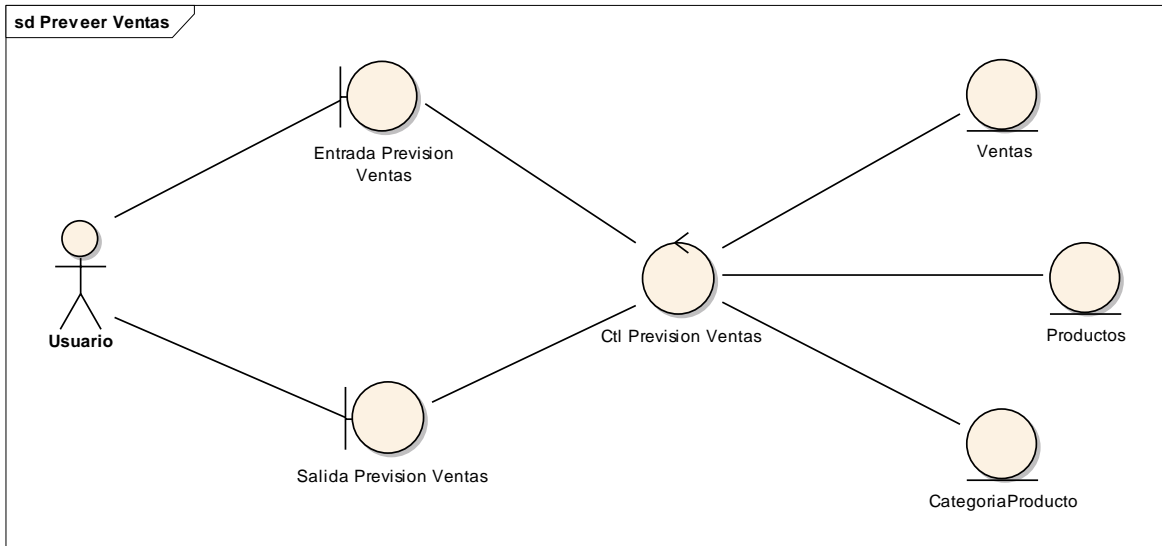 sd Preveer Ventas
Entrada Prevision
Ventas
Ventas
Usuario
Ctl Prevision Ventas
Productos
Salida Prevision Ventas
CategoriaProducto